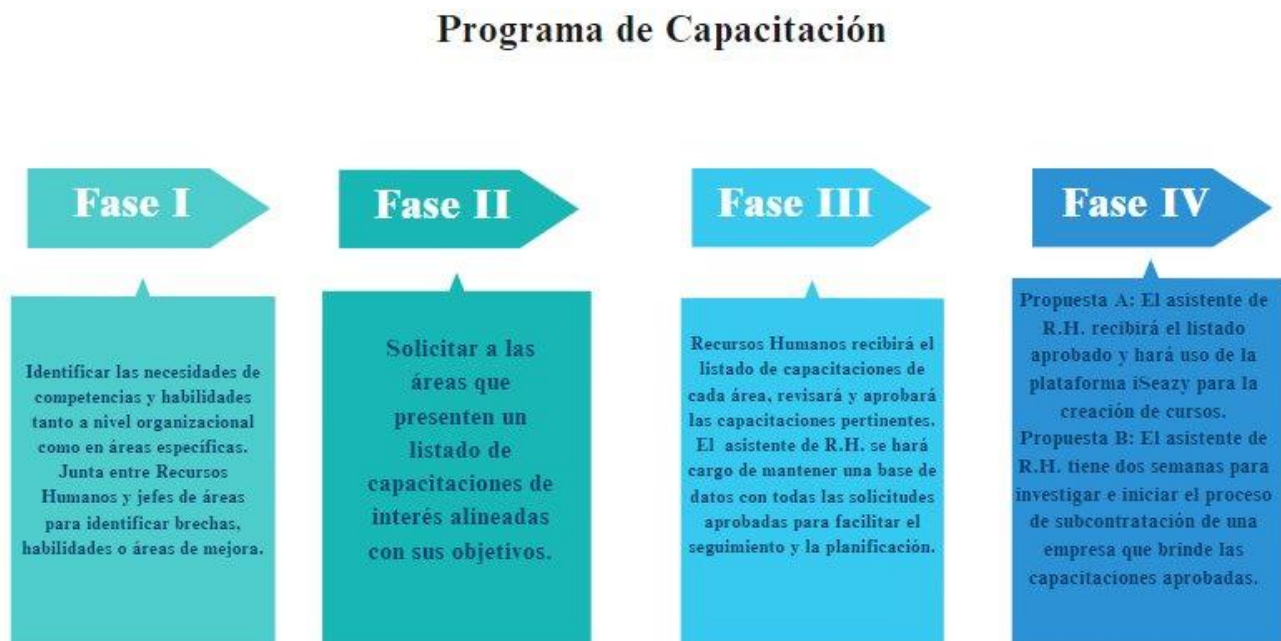 Programa de Capacitación
Fase I
Identificar las necesidades de
competencias y habilidades
tanto a nivel organizacional
como en áreas específicas.
Junta entre Recursos
Humanos y jefes de áreas
para identificar brechas,
habilidades o áreas de mejora.
Fase II
Solicitar a las
áreas que
presenten un
listado de
capacitaciones de
interés alineadas
con sus objetivos.
Fase III
Recursos Humanos recibirá el
listado de capacitaciones de
cada área, revisará y aprobará
las capacitaciones pertinentes.
El asistente de R.H. se hará
cargo de mantener una base de
datos con todas las solicitudes
aprobadas para facilitar el
seguimiento y la planificación.
Fase IV
Propuesta A: El asistente de
R.H. recibirá el listado
aprobado y hará uso de la
plataforma iSeazy para la
creación de cursos.
Propuesta B: El asistente de
R.H. tiene dos semanas para
investigar e iniciar el proceso
de subcontratación de una
empresa que brinde las
capacitaciones aprobadas.